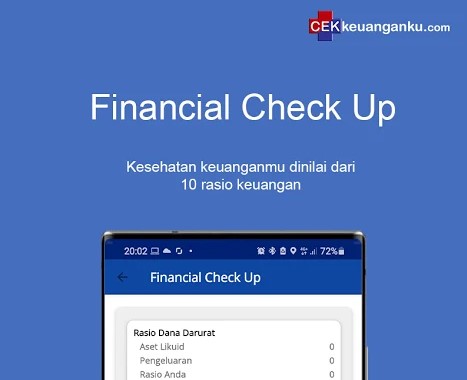 CEKkeuanganku.com
Financial Check Up
Kesehatan keuanganmu dinilai dari
10 rasio keuangan
20:02 72%
Financial Check Up
Rasio Dana Darurat
Aset Likuid 0
Pengeluaran 0
Rasio Anda 0